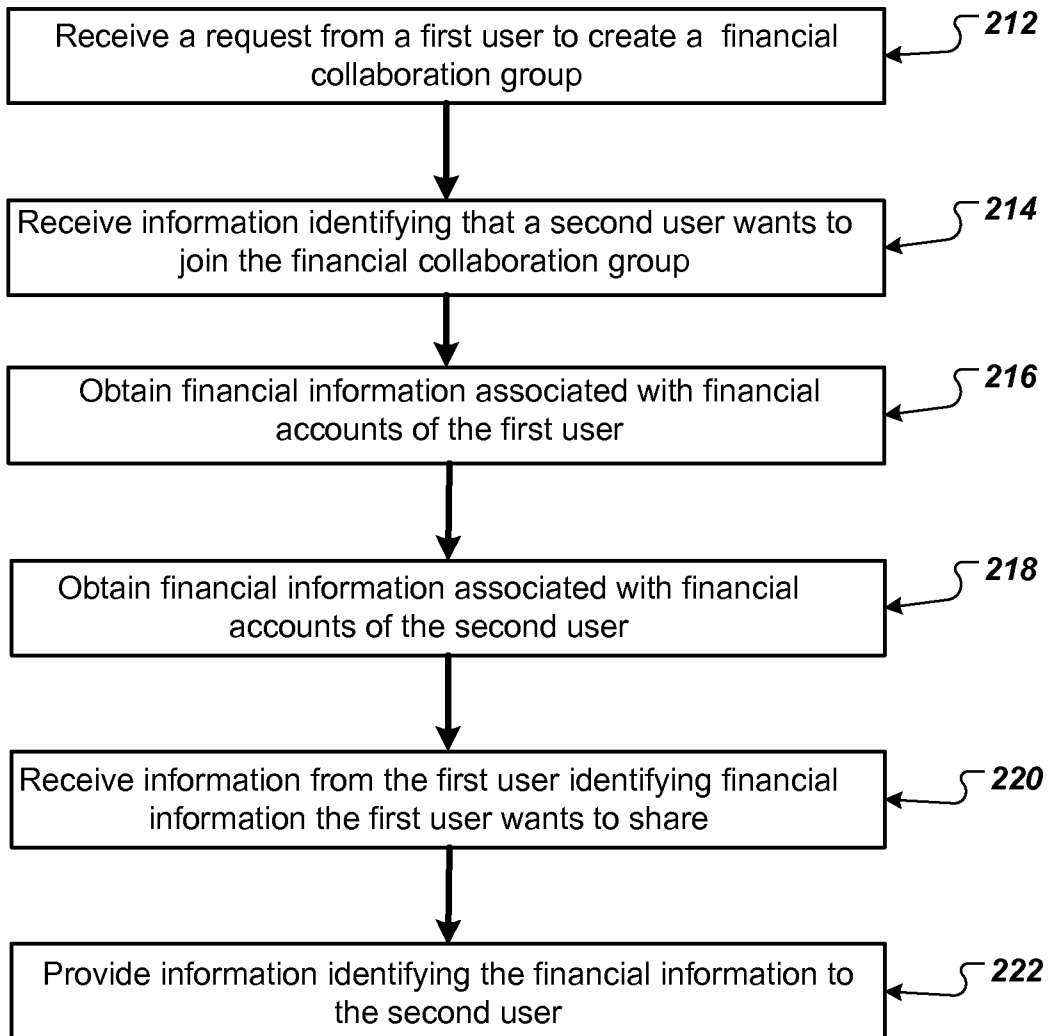 Receive a request from a first user to create a financial
collaboration group
212
Receive information identifying that a second user wants to
join the financial collaboration group
214
Obtain financial information associated with financial
accounts of the first user
216
Obtain financial information associated with financial
accounts of the second user
218
Receive information from the first user identifying financial
information the first user wants to share
220
Provide information identifying the financial information to
the second user
222